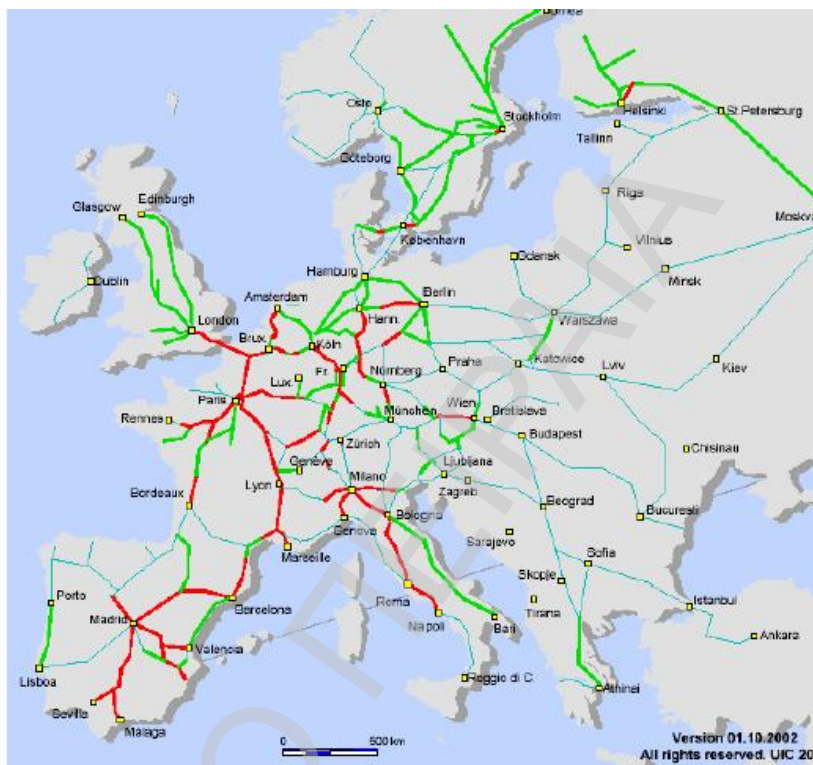 Oslo
Stockholm
Helsinki
St.Petersburg
Tallinn
Göteborg
Riga
Glasgow
Edinburgh
Moskva
København
Vilnius
Dublin
Gdansk
Minsk
Hamburg
Amsterdam
Berlin
London
Hann.
Warszawa
Brux.
Köln
Fr.
Praha
Katowice
Lviv
Kiev
Lux.
Nürnberg
Paris
Rennes
München
Wien
Bratislava
Zürich
Budapest
Chisinau
Genève
Ljubljana
Lyon
Milano
Zagreb
Bordeaux
Beograd
Bucuresti
Bologna
Genova
Sarajevo
Marseille
Sofia
Skopje
Porto
Roma
Tirana
Istanbul
Madrid
Barcelona
Napoli
Ankara
Bari
Valencia
Lisboa
Reggio di C.
Athinai
Sevilla
Malaga
0 500 km
Version 01.10.2002
All rights reserved. UIC 20
Ο ΠΕΙΡΑΙΑ